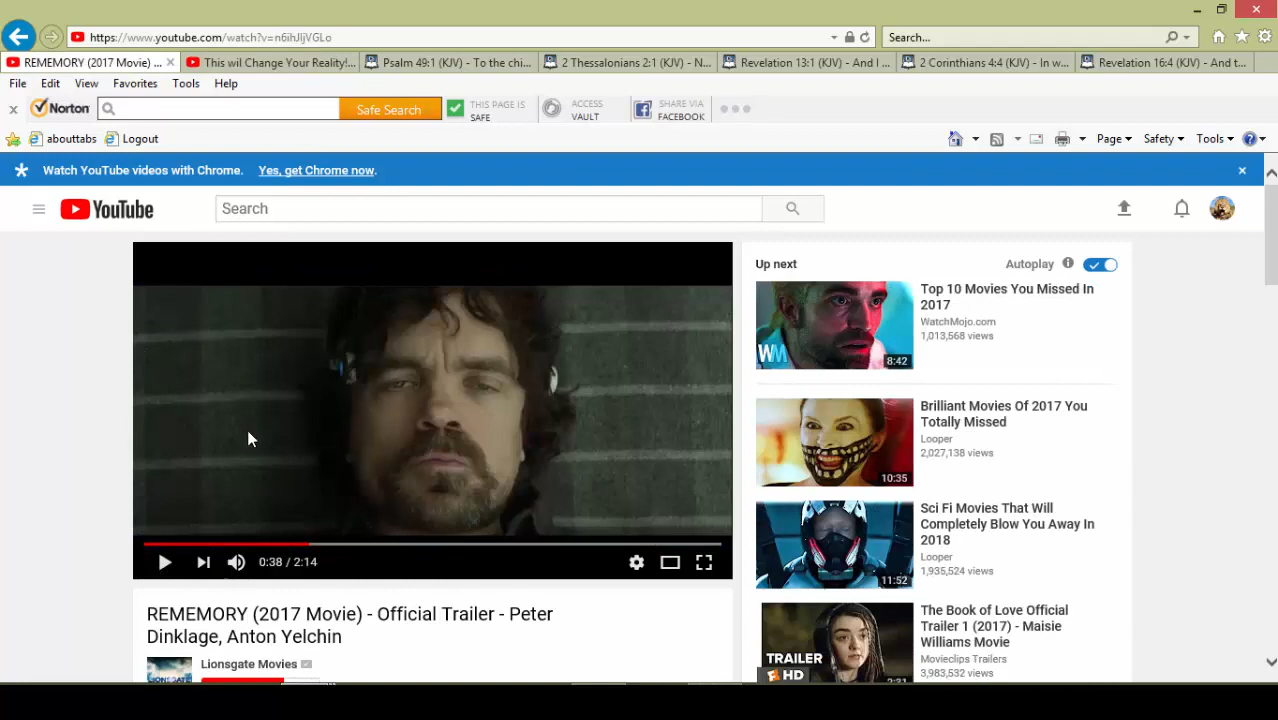 https://www.youtube.com/watch?v=n6ihJljVGLo
Search...
REMEMORY (2017 Movie) ...
This wil Change Your Reality!...
Psalm 49:1 (KJV) - To the chi...
2 Thessalonians 2:1 (KJV) - N...
Revelation 13:1 (KJV) - And I ...
2 Corinthians 4:4 (KJV) - In w...
Revelation 16:4 (KJV) - And t...
File Edit View Favorites Tools Help
x Norton Safe Search THIS PAGE IS SAFE ACCESS VAULT SHARE VIA FACEBOOK
abouttabs Logout Page Safety Tools
Watch YouTube videos with Chrome. Yes, get Chrome now.
YouTube Search
Up next Autoplay
Top 10 Movies You Missed In
2017
WatchMojo.com
1,013,568 views
WM
8:42
Brilliant Movies Of 2017 You
Totally Missed
Looper
2,027,138 views
10:35
Sci Fi Movies That Will
Completely Blow You Away In
2018
Looper
1,935,524 views
11:52
The Book of Love Official
Trailer 1 (2017) - Maisie
Williams Movie
Movieclips Trailers
3,983,532 views
TRAILER
HD
2:31
0:38 / 2:14
REMEMORY (2017 Movie) - Official Trailer - Peter
Dinklage, Anton Yelchin
Lionsgate Movies
LIONSGATE